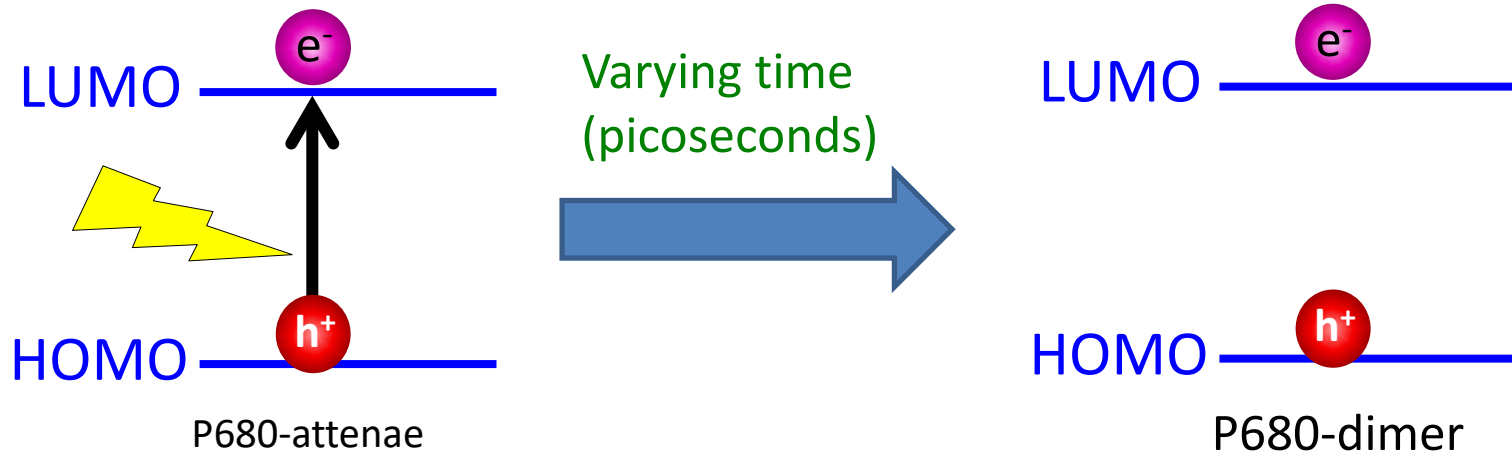 e⁻
LUMO
h⁺
HOMO
P680-attenae
Varying time
(picoseconds)
e⁻
LUMO
h⁺
HOMO
P680-dimer